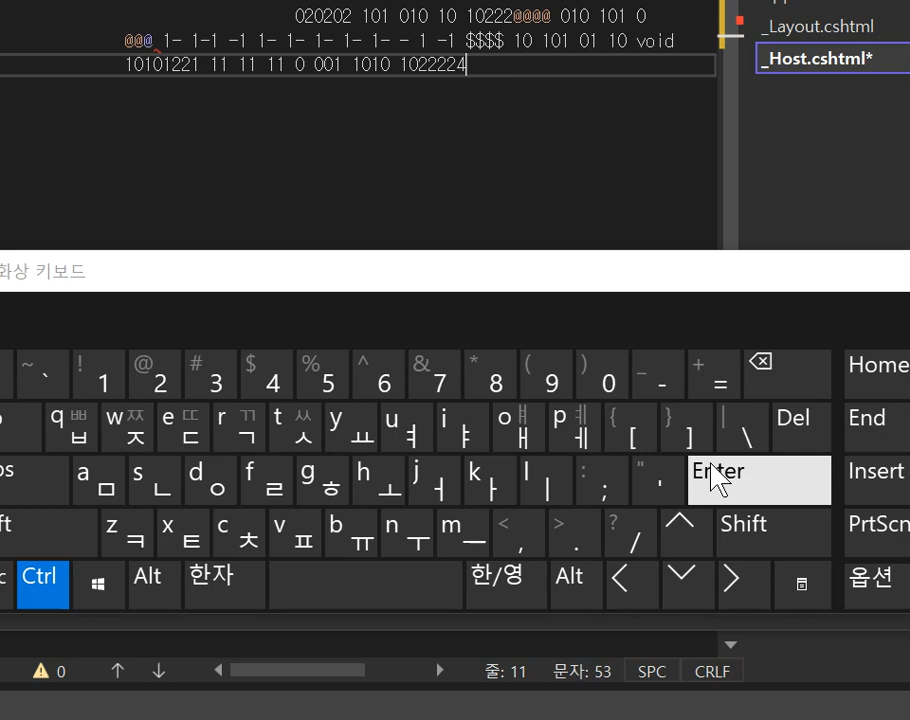 020202 101 010 10 10222@@@@ 010 101 0
@@@ 1- 1-1 -1 1- 1- 1- 1- 1- - 1 -1 $$$$ 10 101 01 10 void
10101221 11 11 11 0 001 1010 1022224
_Layout.cshtml
_Host.cshtml*
화상 키보드
~ ` ! 1 @ 2 # 3 $ 4 % 5 ^ 6 & 7 * 8 ( 9 ) 0 _ - + = Home
q ㅃ ㅂ w ㅉ ㅈ e ㄸ ㄷ r ㄲ ㄱ t ㅆ ㅅ y ㅛ u ㅕ i ㅑ o ㅒ ㅐ p ㅖ ㅔ { [ } ] | \ Del End
a ㅁ s ㄴ d ㅇ f ㄹ g ㅎ h ㅗ j ㅓ k ㅏ l ㅣ : ; " ' Enter Insert
z ㅋ x ㅌ c ㅊ v ㅍ b ㅠ n ㅜ m ㅡ < , > . ? / Shift PrtScn
Ctrl Alt 한자 한/영 Alt 옵션
0 줄: 11 문자: 53 SPC CRLF